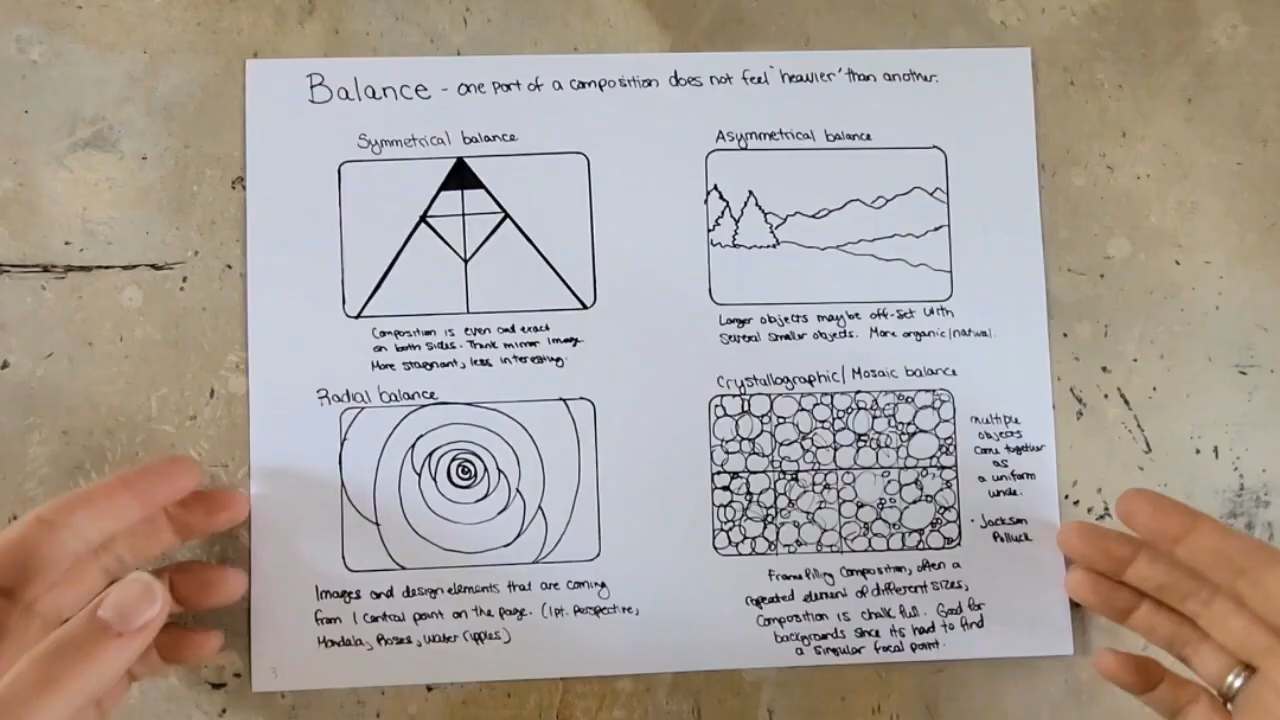 Balance - one part of a composition does not feel "heavier" than another.
Symmetrical balance
Composition is even and exact
on both sides. Think mirror image
More stagnant, less interesting.
Asymmetrical balance
Larger objects maybe off-set with
several smaller objects. More organic/natural.
Radial balance
Images and design elements that are coming
from 1 central point on the page. (1pt. perspective,
Mandala, Roses, Water Ripples)
Crystallographic/Mosaic balance
multiple
objects
come together
as
a uniform
whole.
• Jackson
Polluck
Frame filling composition, often a
repeated element of different sizes,
Composition is chalk full. Good for
backgrounds since its hard to find
a singular focal point.
3